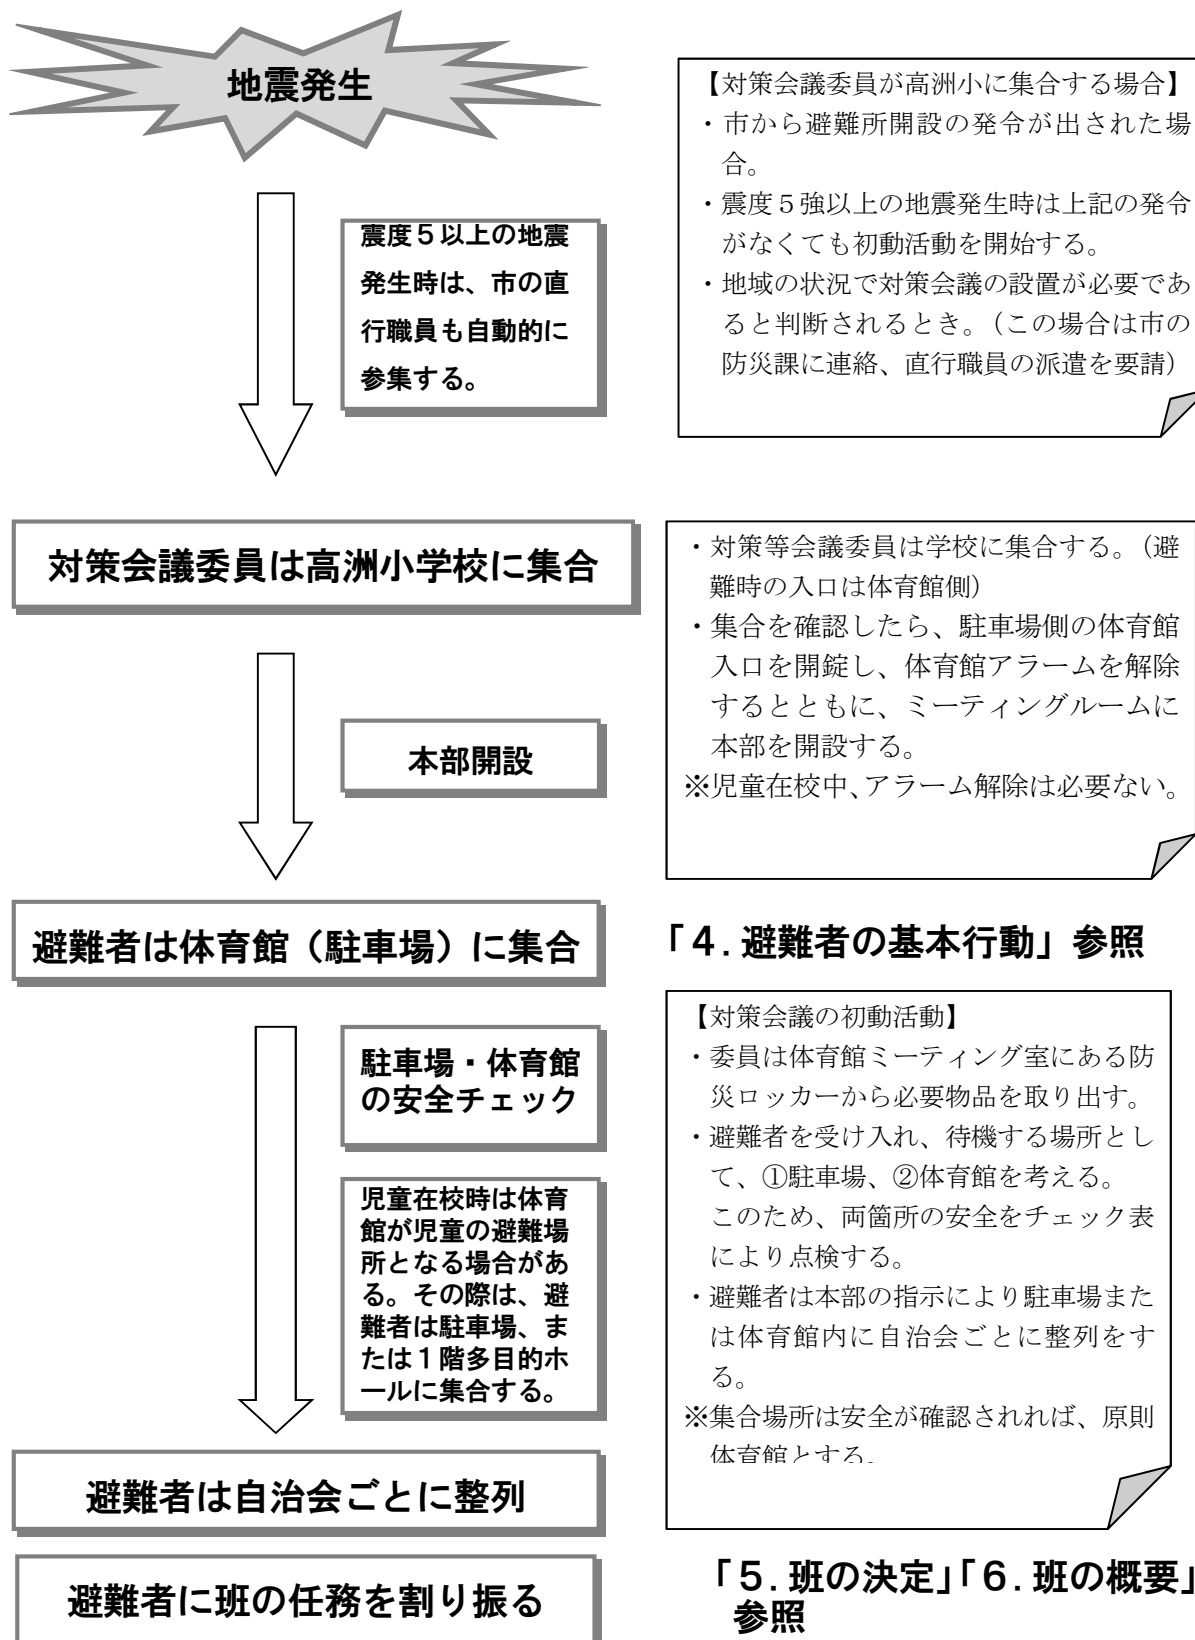 地震発生
震度５以上の地震
発生時は、市の直
行職員も自動的に
参集する。
【対策会議委員が高洲小に集合する場合】
・市から避難所開設の発令が出された場
合。
・震度５強以上の地震発生時は上記の発令
がなくても初動活動を開始する。
・地域の状況で対策会議の設置が必要であ
ると判断されるとき。（この場合は市の
防災課に連絡、直行職員の派遣を要請）
対策会議委員は高洲小学校に集合
・対策等会議委員は学校に集合する。（避
難時の入口は体育館側）
・集合を確認したら、駐車場側の体育館
入口を開錠し、体育館アラームを解除
するとともに、ミーティングルームに
本部を開設する。
※児童在校中、アラーム解除は必要ない。
本部開設
避難者は体育館（駐車場）に集合
「４.避難者の基本行動」参照
駐車場・体育館
の安全チェック
児童在校時は体育
館が児童の避難場
所となる場合があ
る。その際は、避
難者は駐車場、ま
たは１階多目的ホ
ールに集合する。
【対策会議の初動活動】
・委員は体育館ミーティング室にある防
災ロッカーから必要物品を取り出す。
・避難者を受け入れ、待機する場所とし
て、①駐車場、②体育館を考える。
このため、両箇所の安全をチェック表
により点検する。
・避難者は本部の指示により駐車場また
は体育館内に自治会ごとに整列をす
る。
※集合場所は安全が確認されれば、原則
体育館とする。
避難者は自治会ごとに整列
避難者に班の任務を割り振る
「５.班の決定」「６.班の概要」
参照